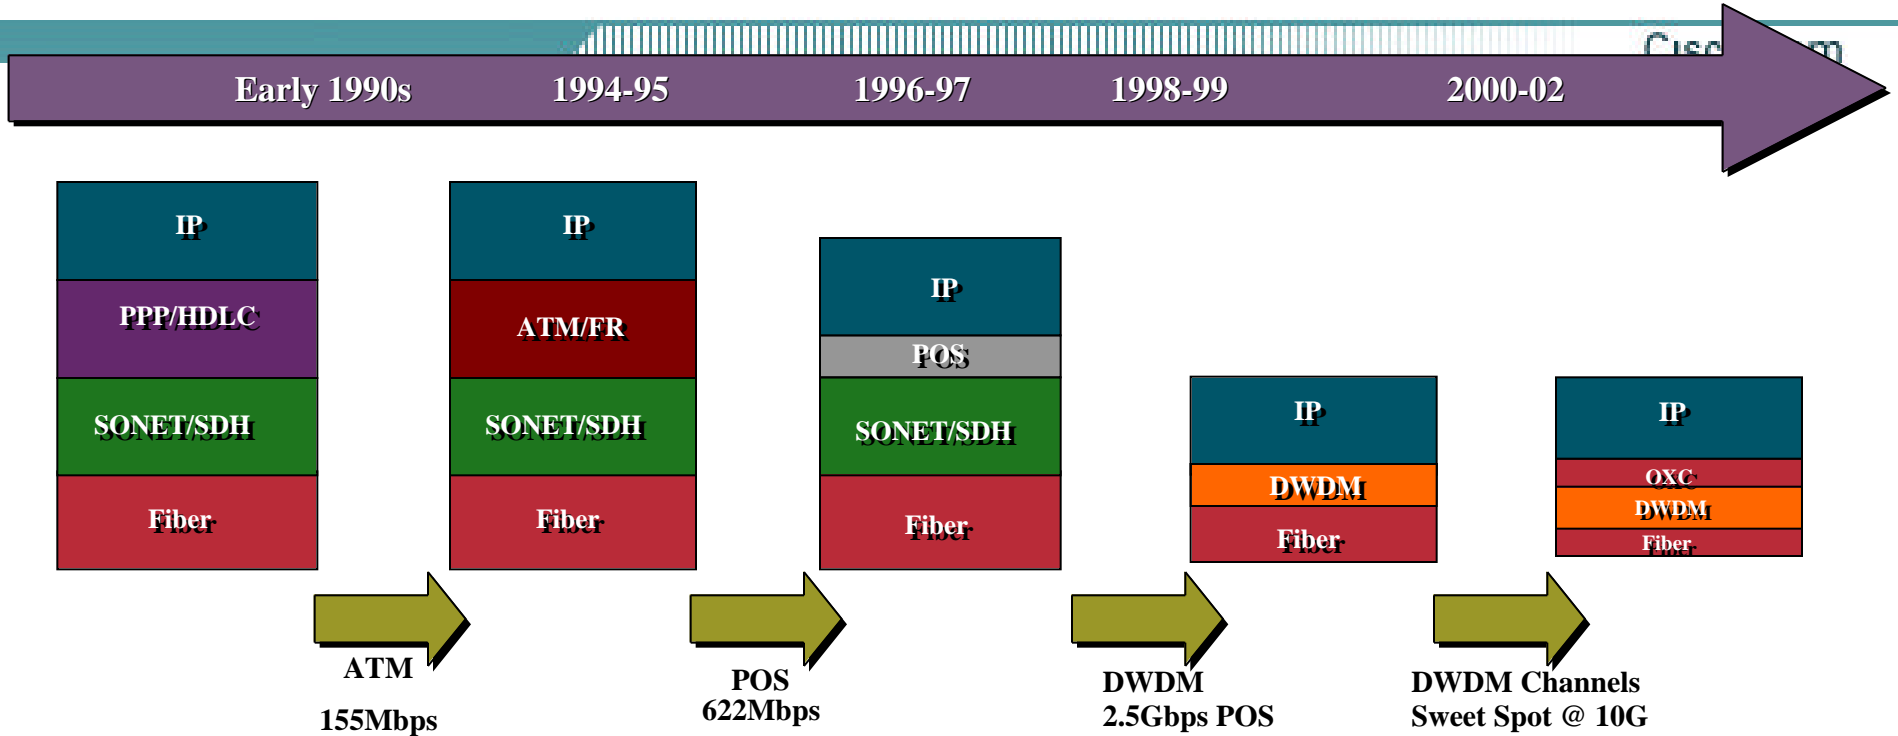 Early 1990s 1994-95 1996-97 1998-99 2000-02
IP
PPP/HDLC
SONET/SDH
Fiber
IP
ATM/FR
SONET/SDH
Fiber
IP
POS
SONET/SDH
Fiber
IP
DWDM
Fiber
IP
OXC
DWDM
Fiber
ATM
155Mbps
POS
622Mbps
DWDM
2.5Gbps POS
DWDM Channels
Sweet Spot @ 10G